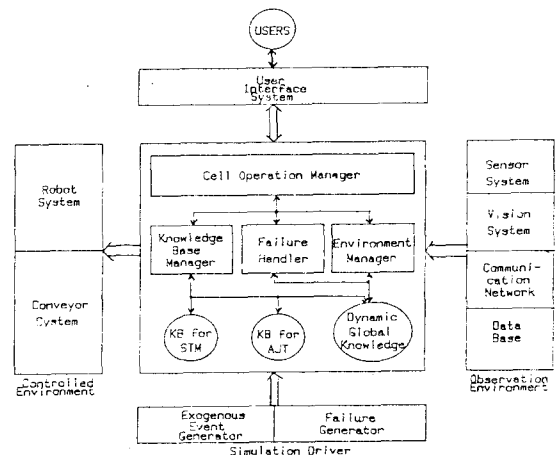 USERS
User
Interface
System
Cell Operation Manager
Knowledge
Base
Manager
Failure
Handler
Environment
Manager
KB for
STM
KB for
AJT
Dynamic
Global
Knowledge
Robot
System
Conveyor
System
Controlled
Environment
Sensor
System
Vision
System
Communi-
cation
Network
Data
Base
Observation
Environment
Exogenous
Event
Generator
Failure
Generator
Simulation Driver